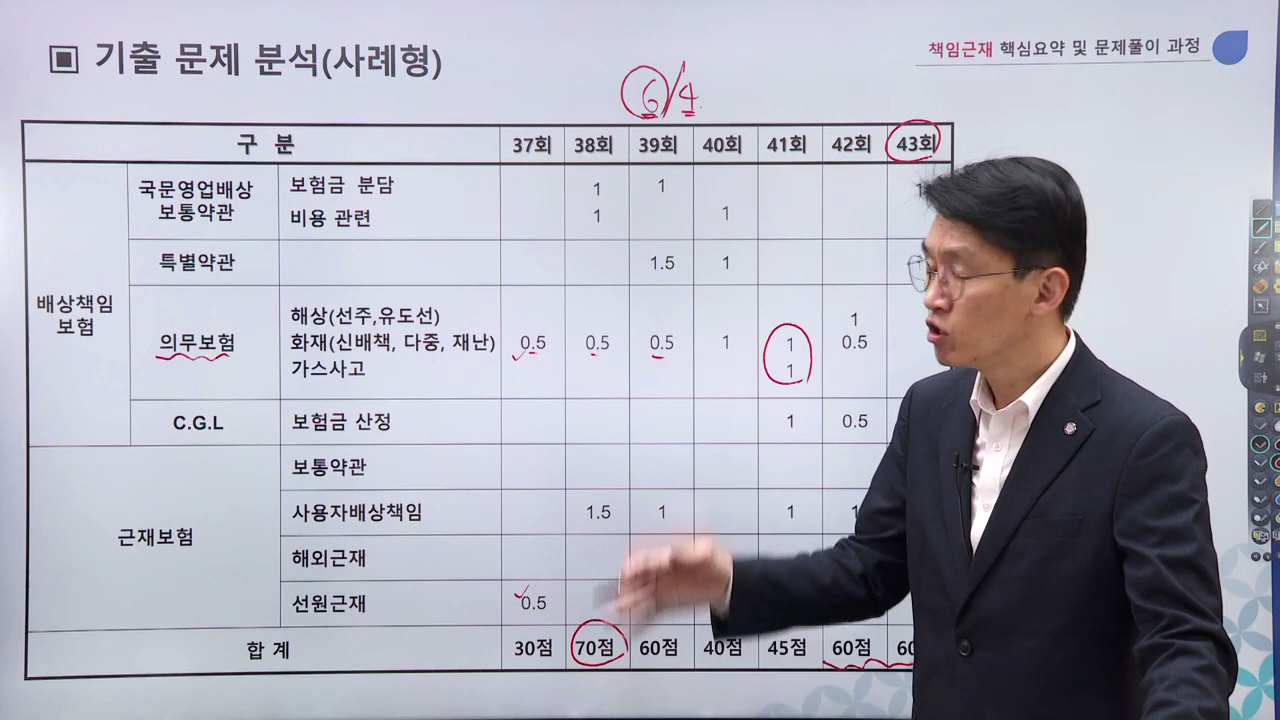 기출 문제 분석(사례형)
책임근재 핵심요약 및 문제풀이 과정
6/4
구 분 37회 38회 39회 40회 41회 42회 43회
배상책임
보험
국문영업배상
보통약관
보험금 분담 1 1 1
비용 관련 1 1
특별약관 1.5 1
의무보험
해상(선주,유도선) 1
화재(신배책, 다중, 재난) 0.5 0.5 0.5 1 1 0.5
가스사고 1
C.G.L 보험금 산정 1 0.5
근재보험
보통약관
사용자배상책임 1.5 1 1 1
해외근재
선원근재 0.5
합 계 30점 70점 60점 40점 45점 60점 60